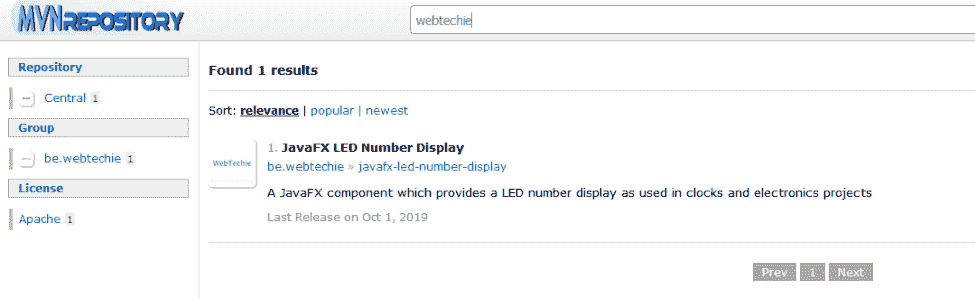 MVNREPOSITORY
webtechie
Repository
Central 1
Group
be.webtechie 1
License
Apache 1
Found 1 results
Sort: relevance | popular | newest
WebTechie
1. JavaFX LED Number Display
be.webtechie » javafx-led-number-display
A JavaFX component which provides a LED number display as used in clocks and electronics projects
Last Release on Oct 1, 2019
Prev 1 Next